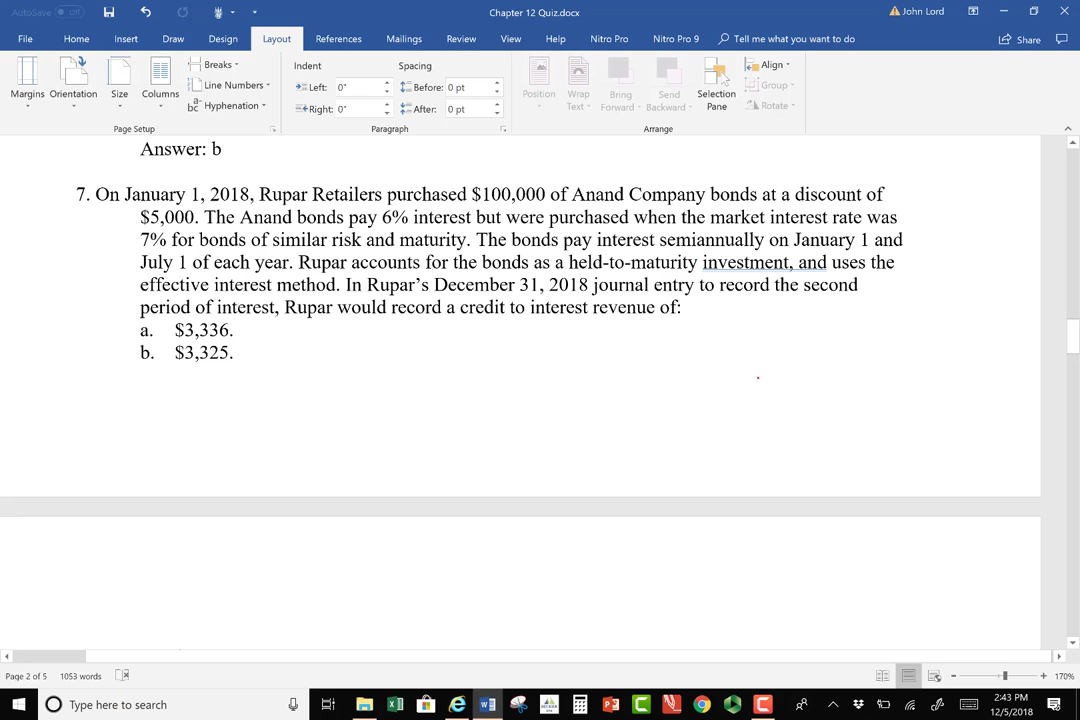 AutoSave Off
Chapter 12 Quiz.docx
John Lord
File Home Insert Draw Design Layout References Mailings Review View Help Nitro Pro Nitro Pro 9 Tell me what you want to do Share
Margins Orientation Size Columns
Breaks
Line Numbers
Hyphenation
Page Setup
Indent
Left: 0"
Right: 0"
Spacing
Before: 0 pt
After: 0 pt
Paragraph
Position
Wrap Text
Bring Forward
Send Backward
Selection Pane
Align
Group
Rotate
Arrange
Answer: b
7. On January 1, 2018, Rupar Retailers purchased $100,000 of Anand Company bonds at a discount of
$5,000. The Anand bonds pay 6% interest but were purchased when the market interest rate was
7% for bonds of similar risk and maturity. The bonds pay interest semiannually on January 1 and
July 1 of each year. Rupar accounts for the bonds as a held-to-maturity investment, and uses the
effective interest method. In Rupar’s December 31, 2018 journal entry to record the second
period of interest, Rupar would record a credit to interest revenue of:
a. $3,336.
b. $3,325.
Page 2 of 5 1053 words
170%
Type here to search
2:43 PM
12/5/2018